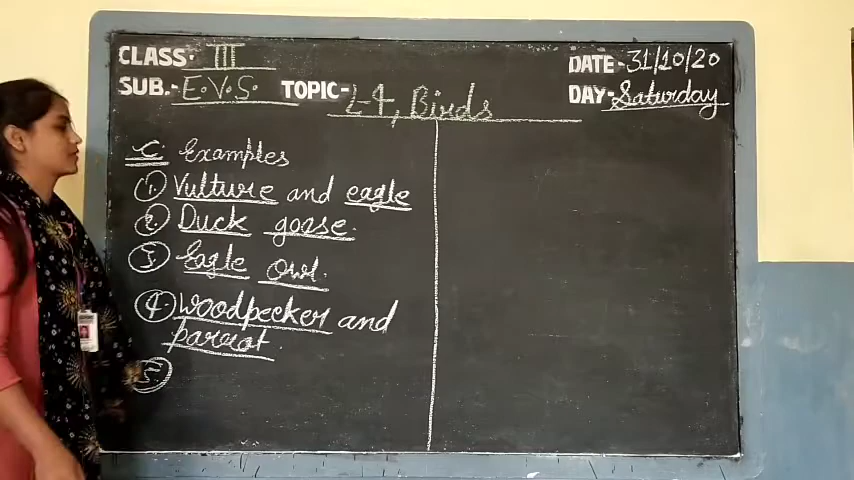 CLASS- III
SUB.- E.V.S. TOPIC- L-4, Birds
DATE- 31/10/20
DAY- Saturday
C. Examples
1. Vulture and eagle
2. Duck goose.
3. Eagle owl.
4. woodpecker and
parrot.
5.